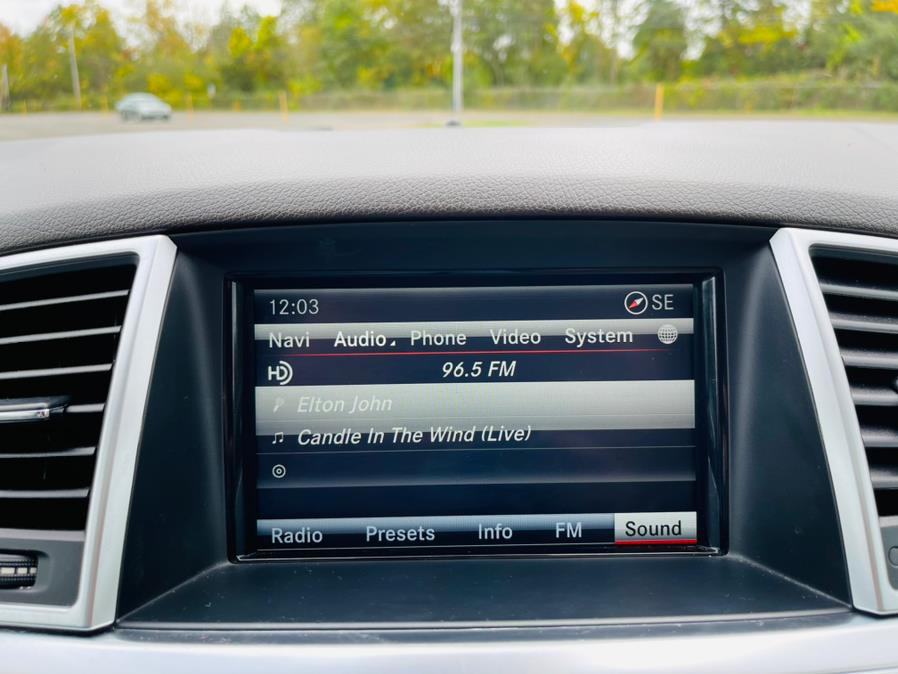 12:03 SE
Navi Audio Phone Video System
HD 96.5 FM
Elton John
Candle In The Wind (Live)
Radio Presets Info FM Sound